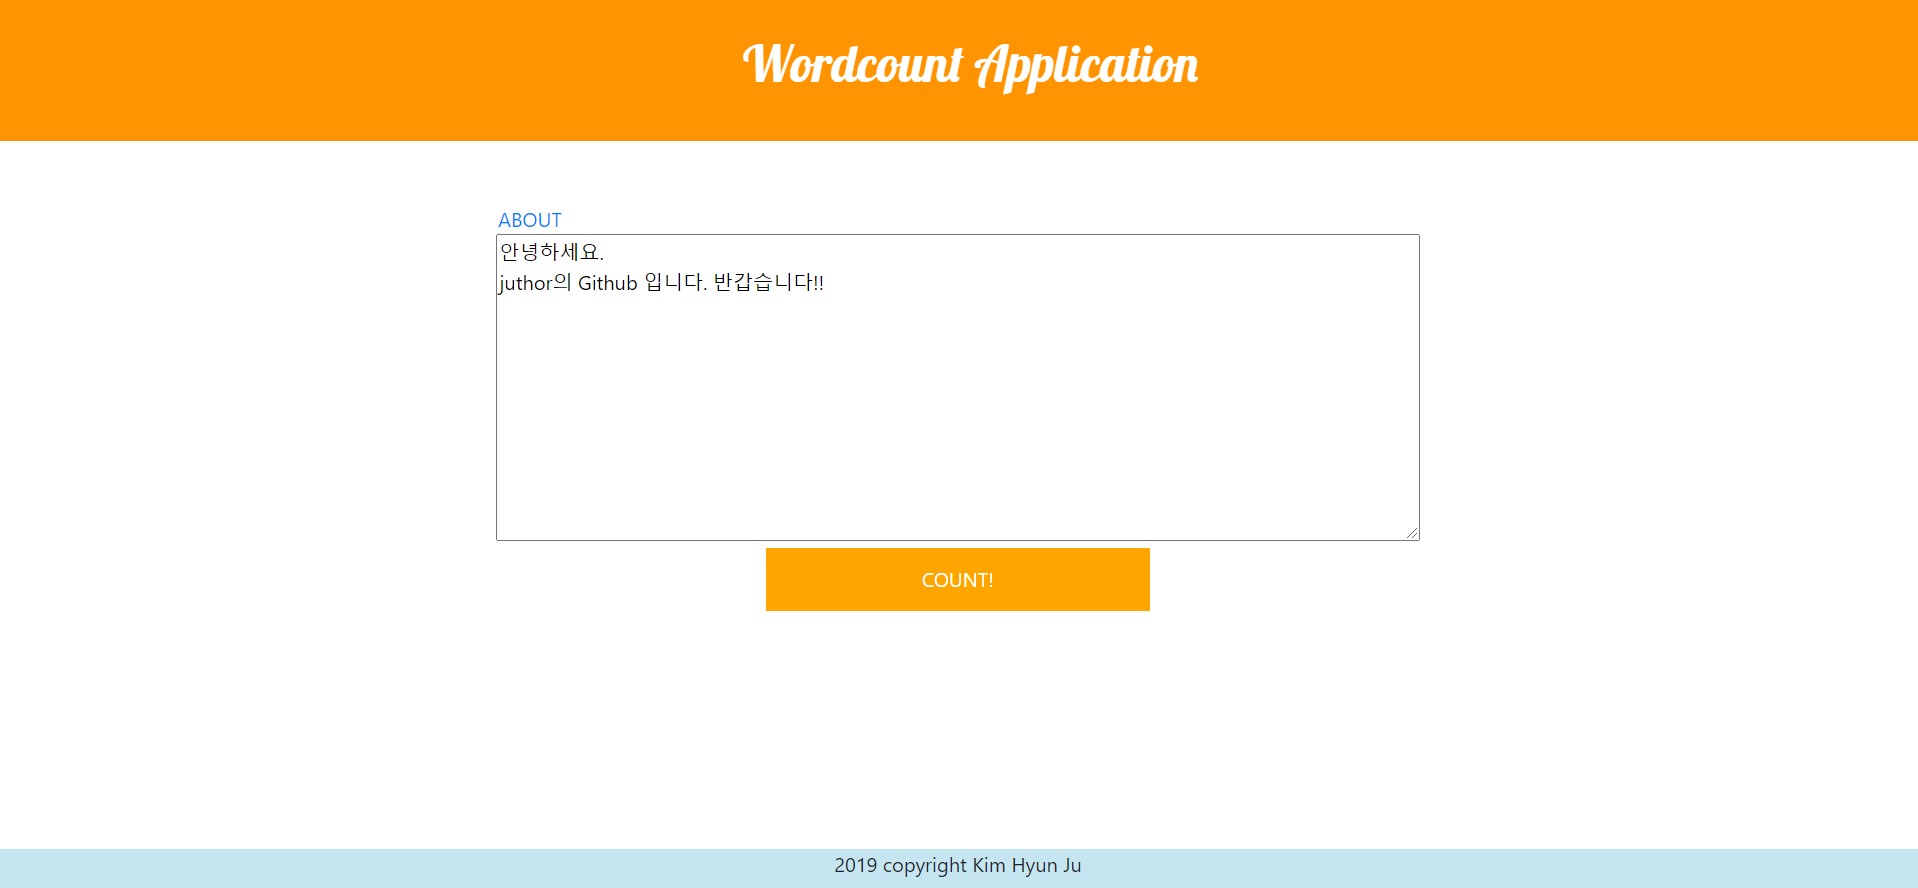 Wordcount Application
ABOUT
안녕하세요.
juthor의 Github 입니다. 반갑습니다!!
COUNT!
2019 copyright Kim Hyun Ju